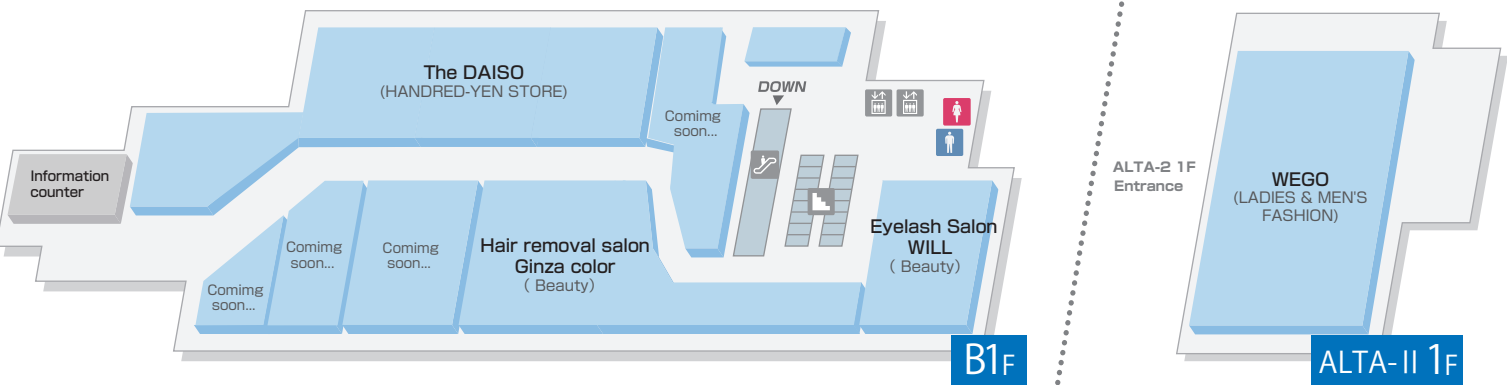 The DAISO
(HANDRED-YEN STORE)
DOWN
Comimg
soon...
Information
counter
Hair removal salon
Ginza color
( Beauty)
Eyelash Salon
WILL
( Beauty)
Comimg
soon...
Comimg
soon...
Comimg
soon...
B1F
ALTA-2 1F
Entrance
WEGO
(LADIES & MEN'S
FASHION)
ALTA-II 1F